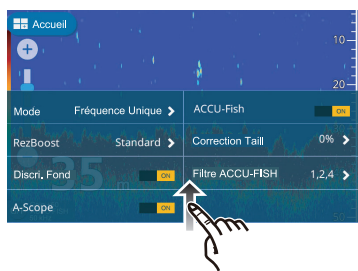 Accueil
10
20
Mode Fréquence Unique >
ACCU-Fish ON
RezBoost Standard >
Correction Taill 0% >
Discri. Fond ON
Filtre ACCU-FISH 1,2,4 >
A-Scope ON
35